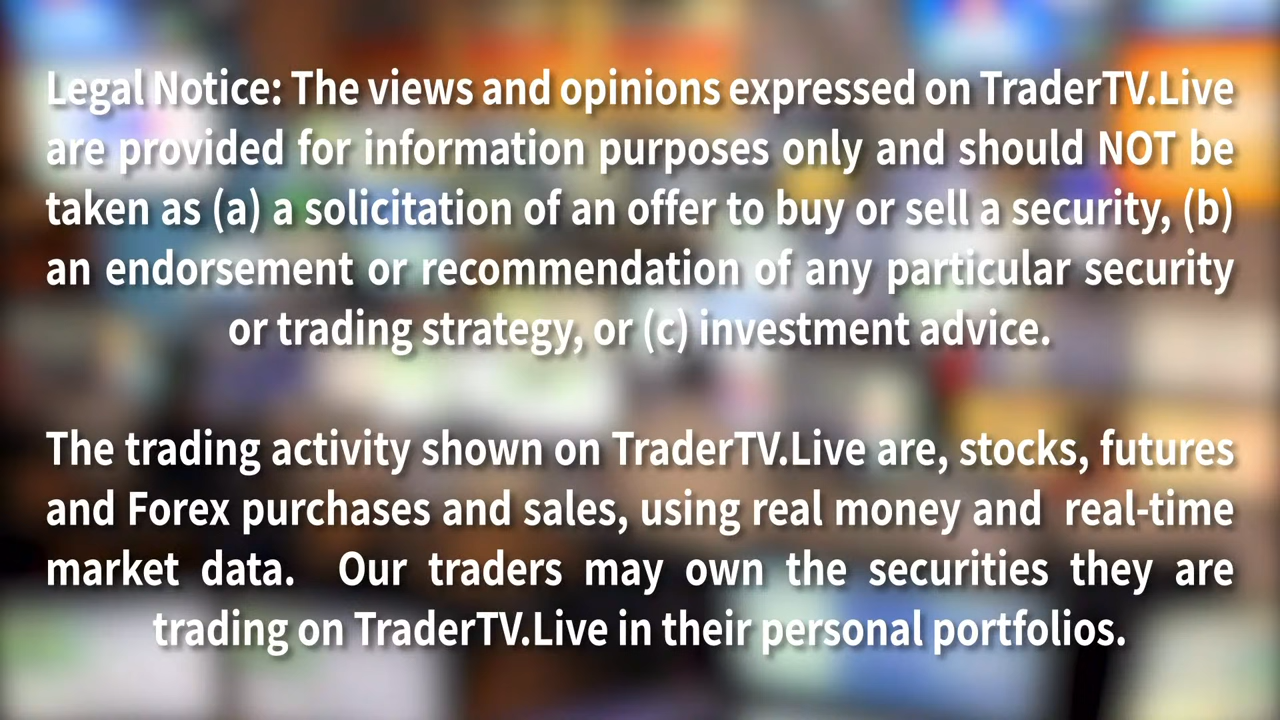 Legal Notice: The views and opinions expressed on TraderTV.Live
are provided for information purposes only and should NOT be
taken as (a) a solicitation of an offer to buy or sell a security, (b)
an endorsement or recommendation of any particular security
or trading strategy, or (c) investment advice.
The trading activity shown on TraderTV.Live are, stocks, futures
and Forex purchases and sales, using real money and  real-time
market data.  Our traders may own the securities they are
trading on TraderTV.Live in their personal portfolios.